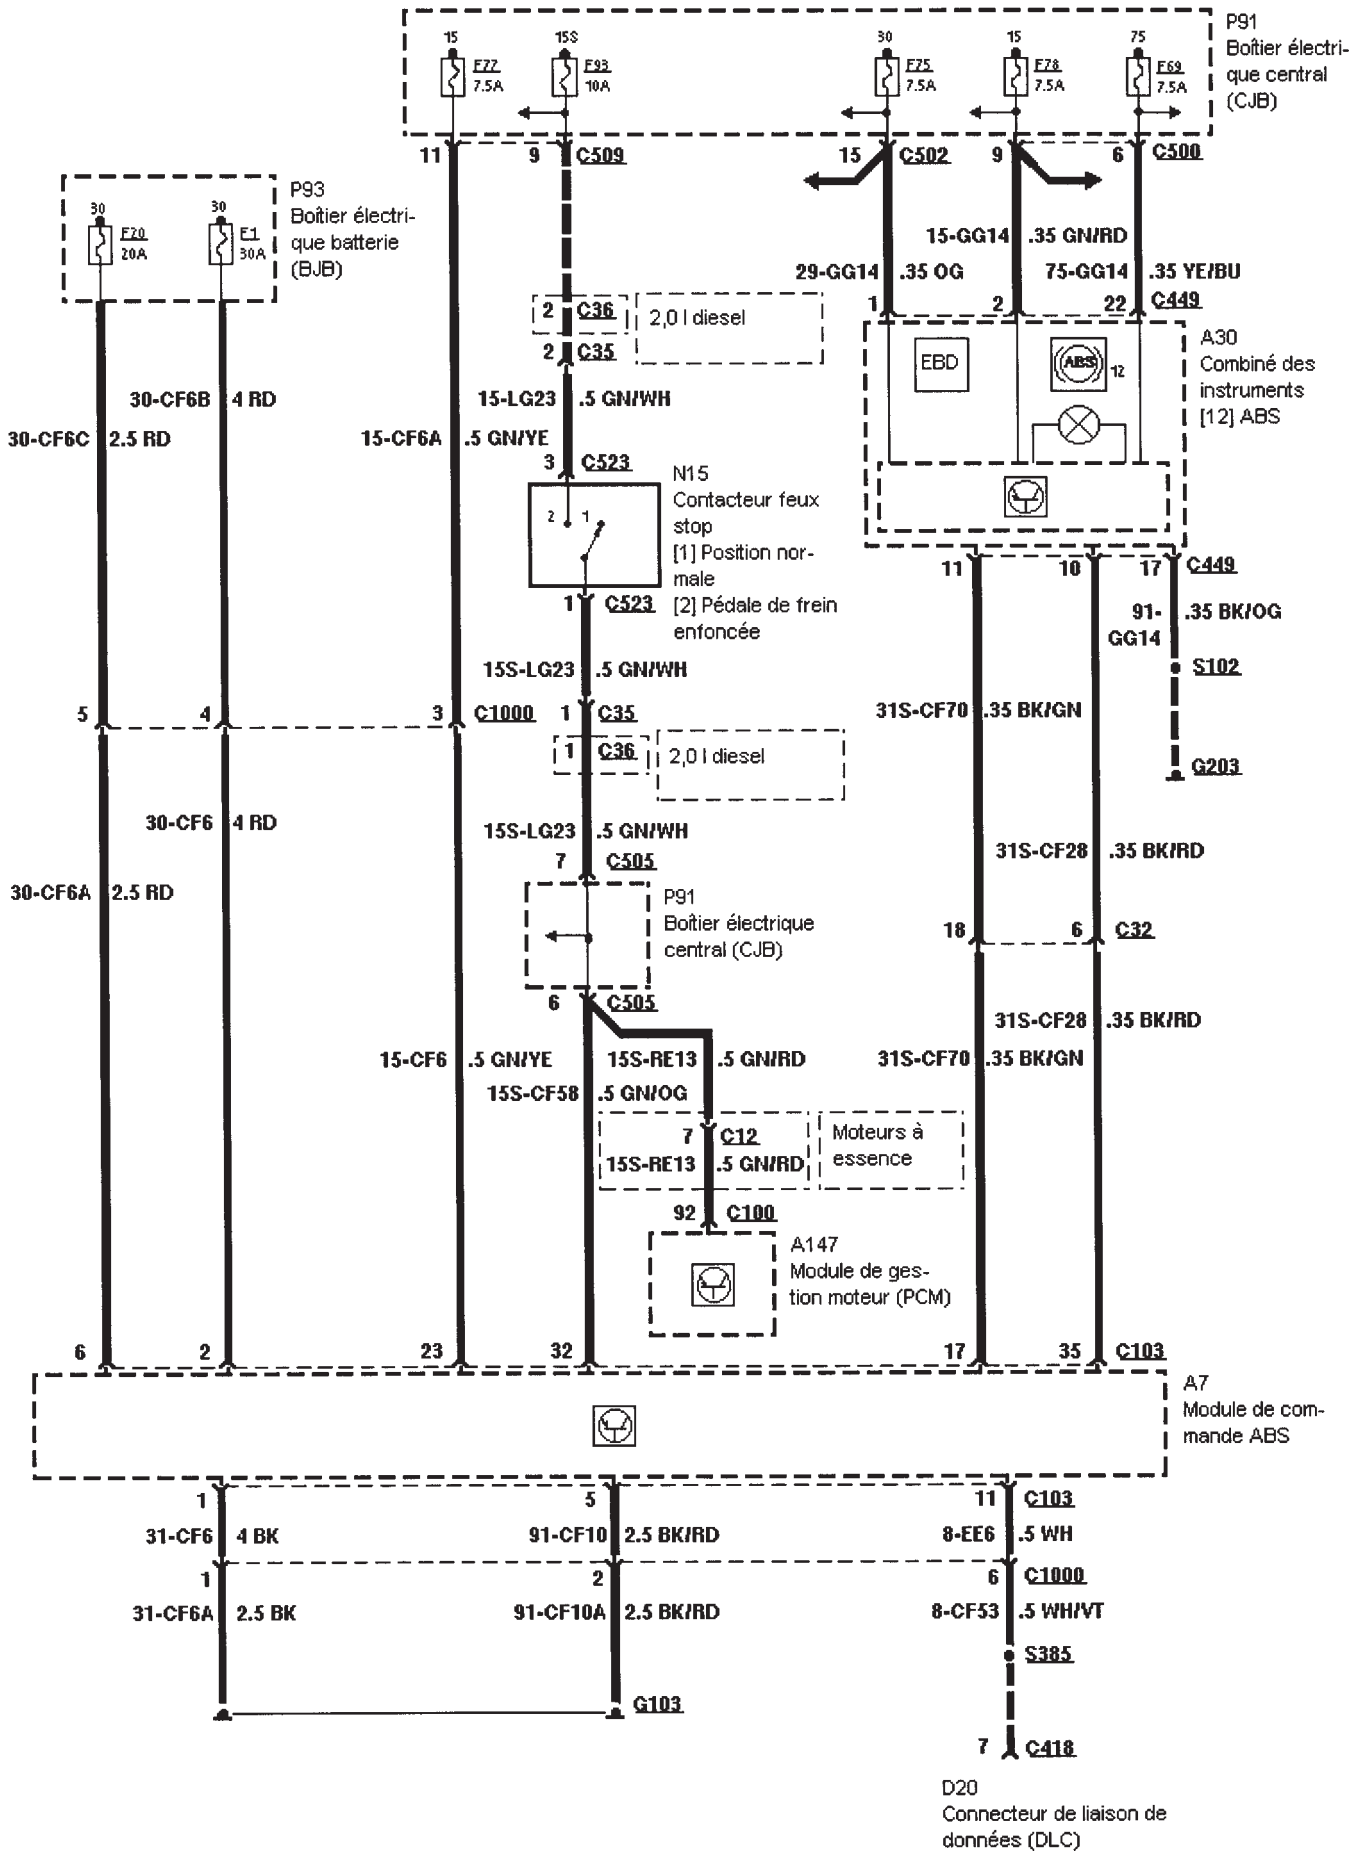 P91
Boîtier électri-
que central
(CJB)
15
F77
7.5A
15S
F93
10A
30
F75
7.5A
15
F78
7.5A
75
F69
7.5A
11
9
C509
15
C502
9
6
C500
P93
Boîtier électri-
que batterie
(BJB)
30
F20
20A
30
F1
30A
15-GG14
.35 GN/RD
29-GG14
.35 OG
75-GG14
.35 YE/BU
1
2
22
C449
2
C36
2,0 l diesel
2
C35
A30
Combiné des
instruments
[12] ABS
EBD
ABS
12
30-CF6B
4 RD
15-LG23
.5 GN/WH
30-CF6C
2.5 RD
15-CF6A
.5 GN/YE
3
C523
N15
Contacteur feux
stop
[1] Position nor-
male
[2] Pédale de frein
enfoncée
2
1
11
10
17
C449
1
C523
91-
GG14
.35 BK/OG
15S-LG23
.5 GN/WH
S102
5
4
3
C1000
1
C35
31S-CF70
.35 BK/GN
1
C36
2,0 l diesel
G203
30-CF6
4 RD
15S-LG23
.5 GN/WH
31S-CF28
.35 BK/RD
7
C505
30-CF6A
2.5 RD
P91
Boîtier électrique
central (CJB)
18
6
C32
6
C505
31S-CF28
.35 BK/RD
15-CF6
.5 GN/YE
15S-RE13
.5 GN/RD
31S-CF70
.35 BK/GN
15S-CF58
.5 GN/OG
7
C12
Moteurs à
essence
15S-RE13
.5 GN/RD
92
C100
A147
Module de ges-
tion moteur (PCM)
6
2
23
32
17
35
C103
A7
Module de com-
mande ABS
1
5
11
C103
31-CF6
4 BK
91-CF10
2.5 BK/RD
8-EE6
.5 WH
1
2
6
C1000
31-CF6A
2.5 BK
91-CF10A
2.5 BK/RD
8-CF53
.5 WH/VT
S385
G103
7
C418
D20
Connecteur de liaison de
données (DLC)